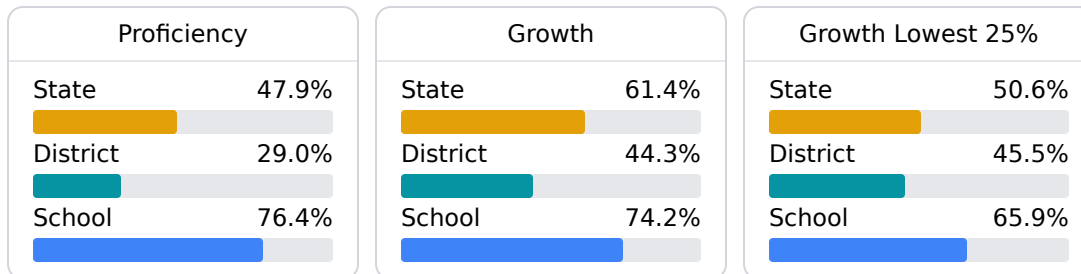 Proficiency
State 47.9%
District 29.0%
School 76.4%
Growth
State 61.4%
District 44.3%
School 74.2%
Growth Lowest 25%
State 50.6%
District 45.5%
School 65.9%